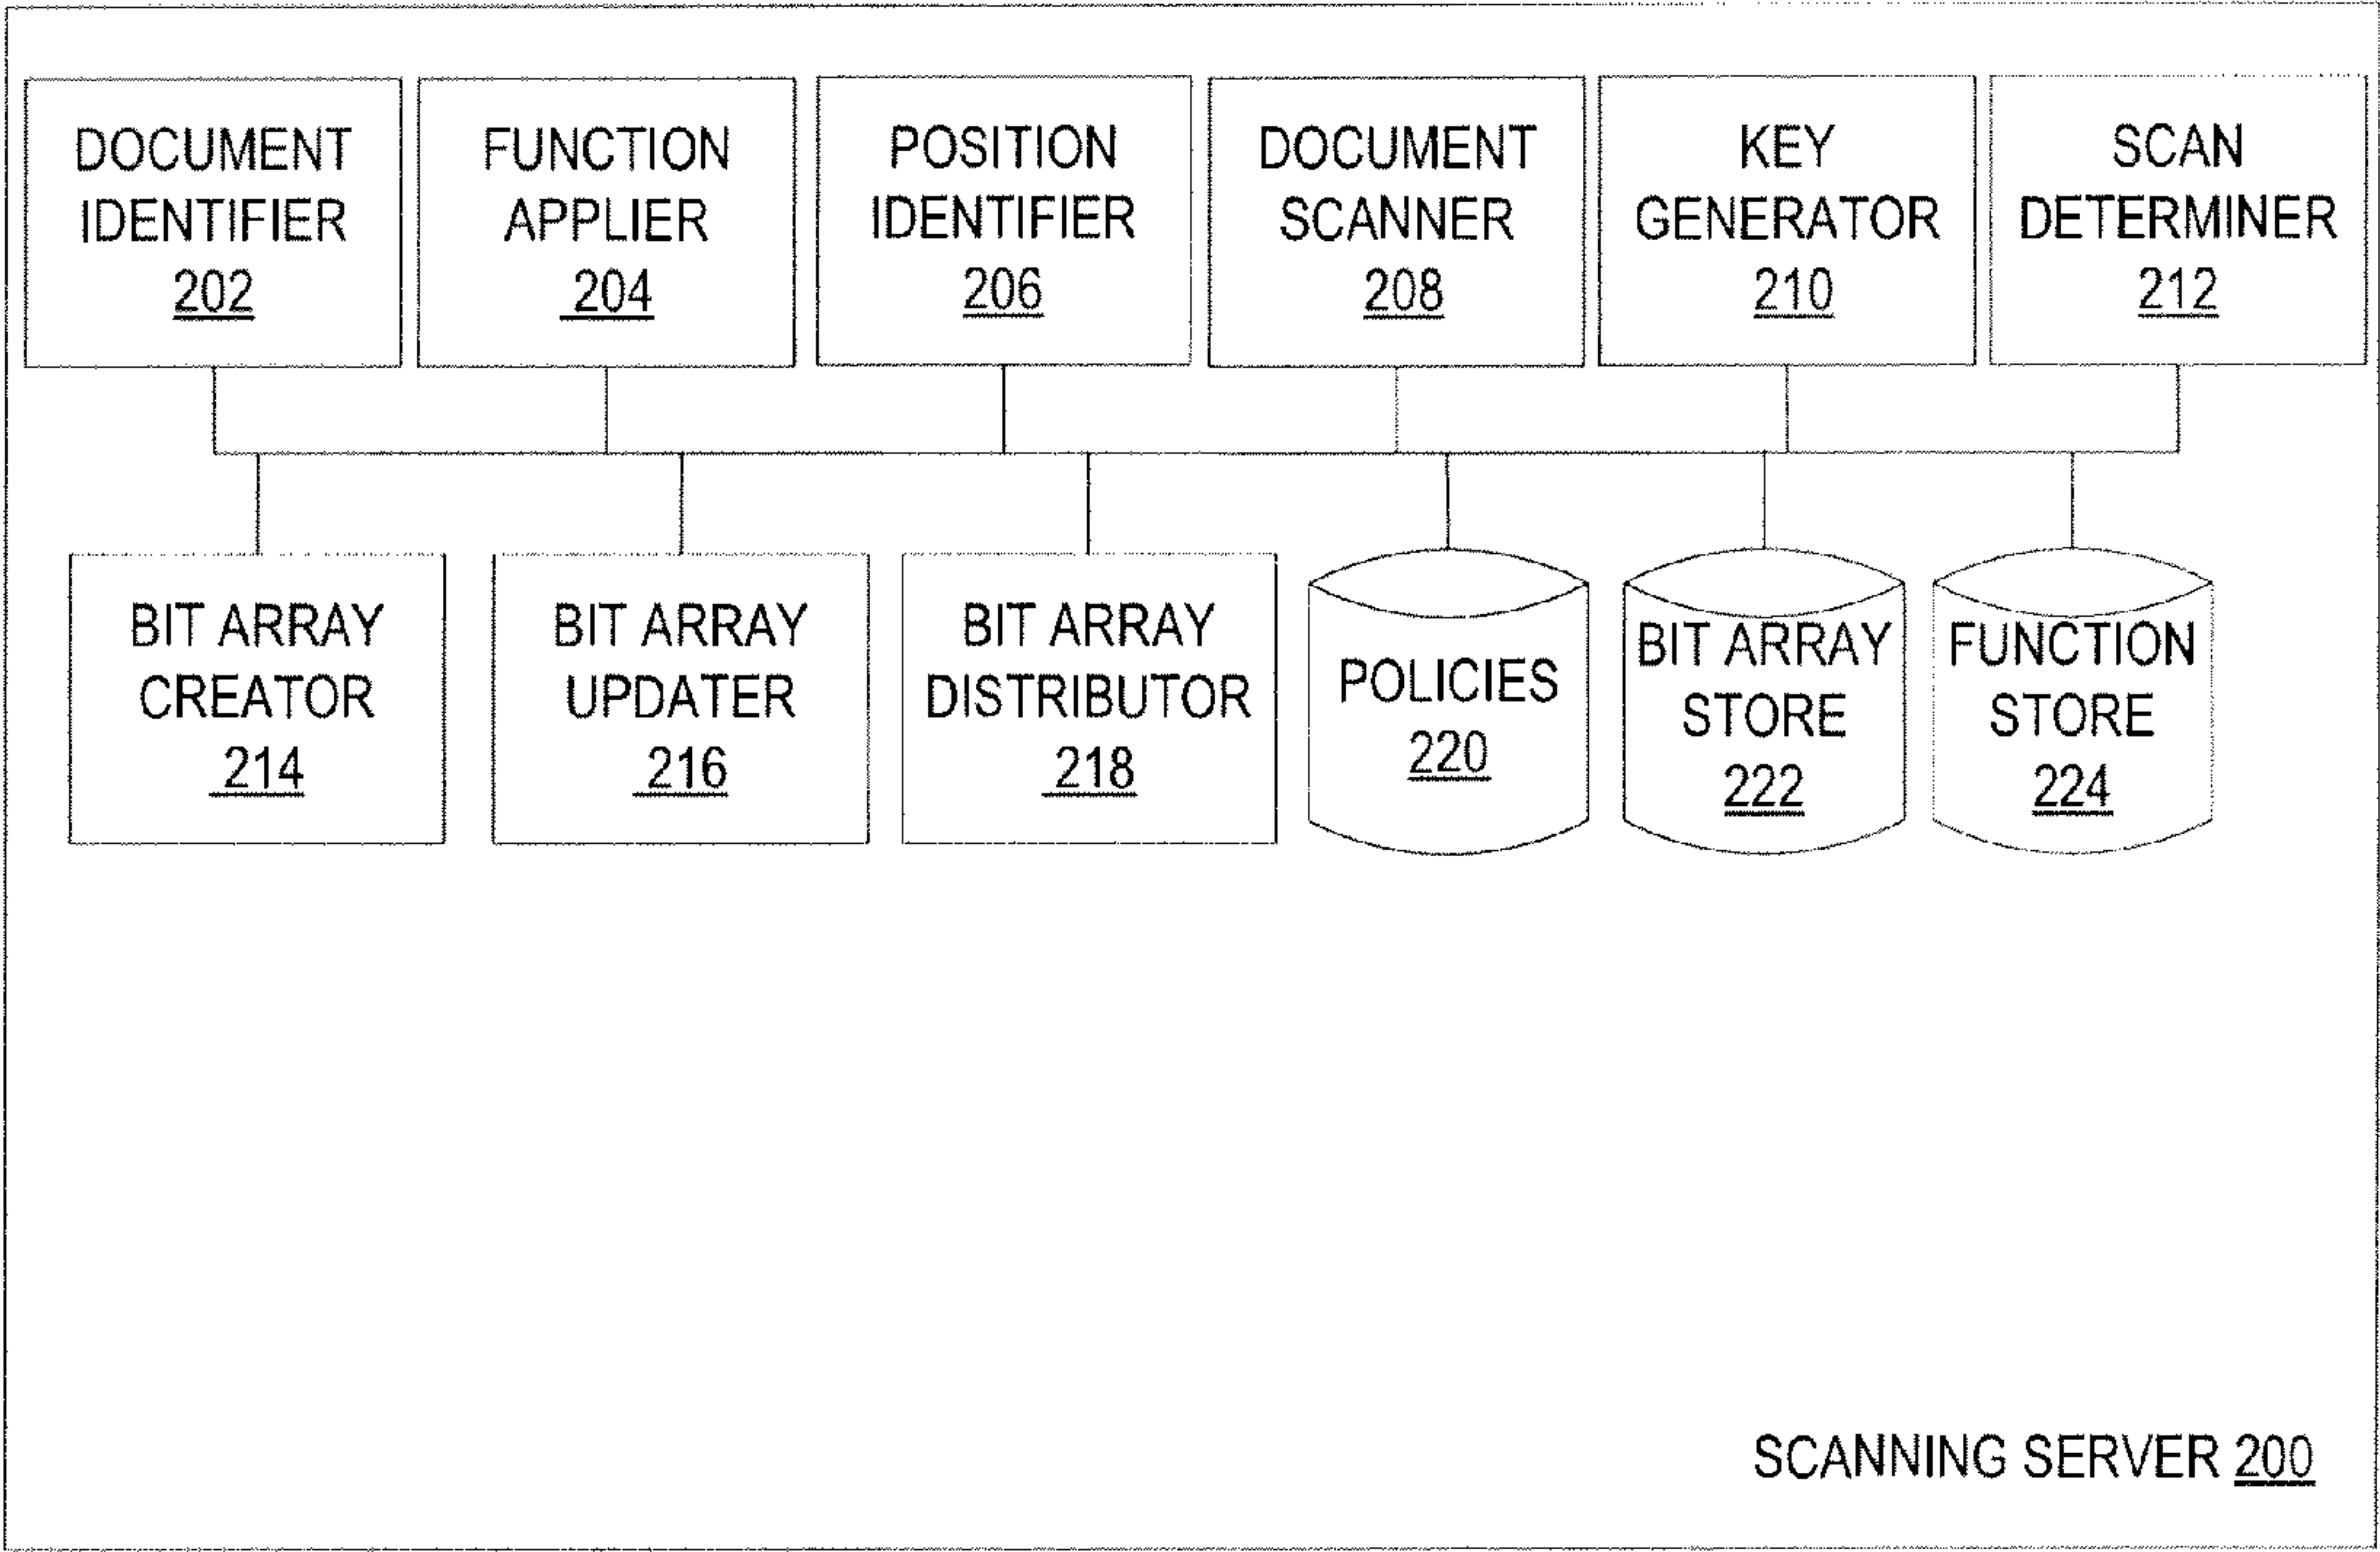 DOCUMENT
IDENTIFIER
202
FUNCTION
APPLIER
204
POSITION
IDENTIFIER
206
DOCUMENT
SCANNER
208
KEY
GENERATOR
210
SCAN
DETERMINER
212
BIT ARRAY
CREATOR
214
BIT ARRAY
UPDATER
216
BIT ARRAY
DISTRIBUTOR
218
POLICIES
220
BIT ARRAY
STORE
222
FUNCTION
STORE
224
SCANNING SERVER 200